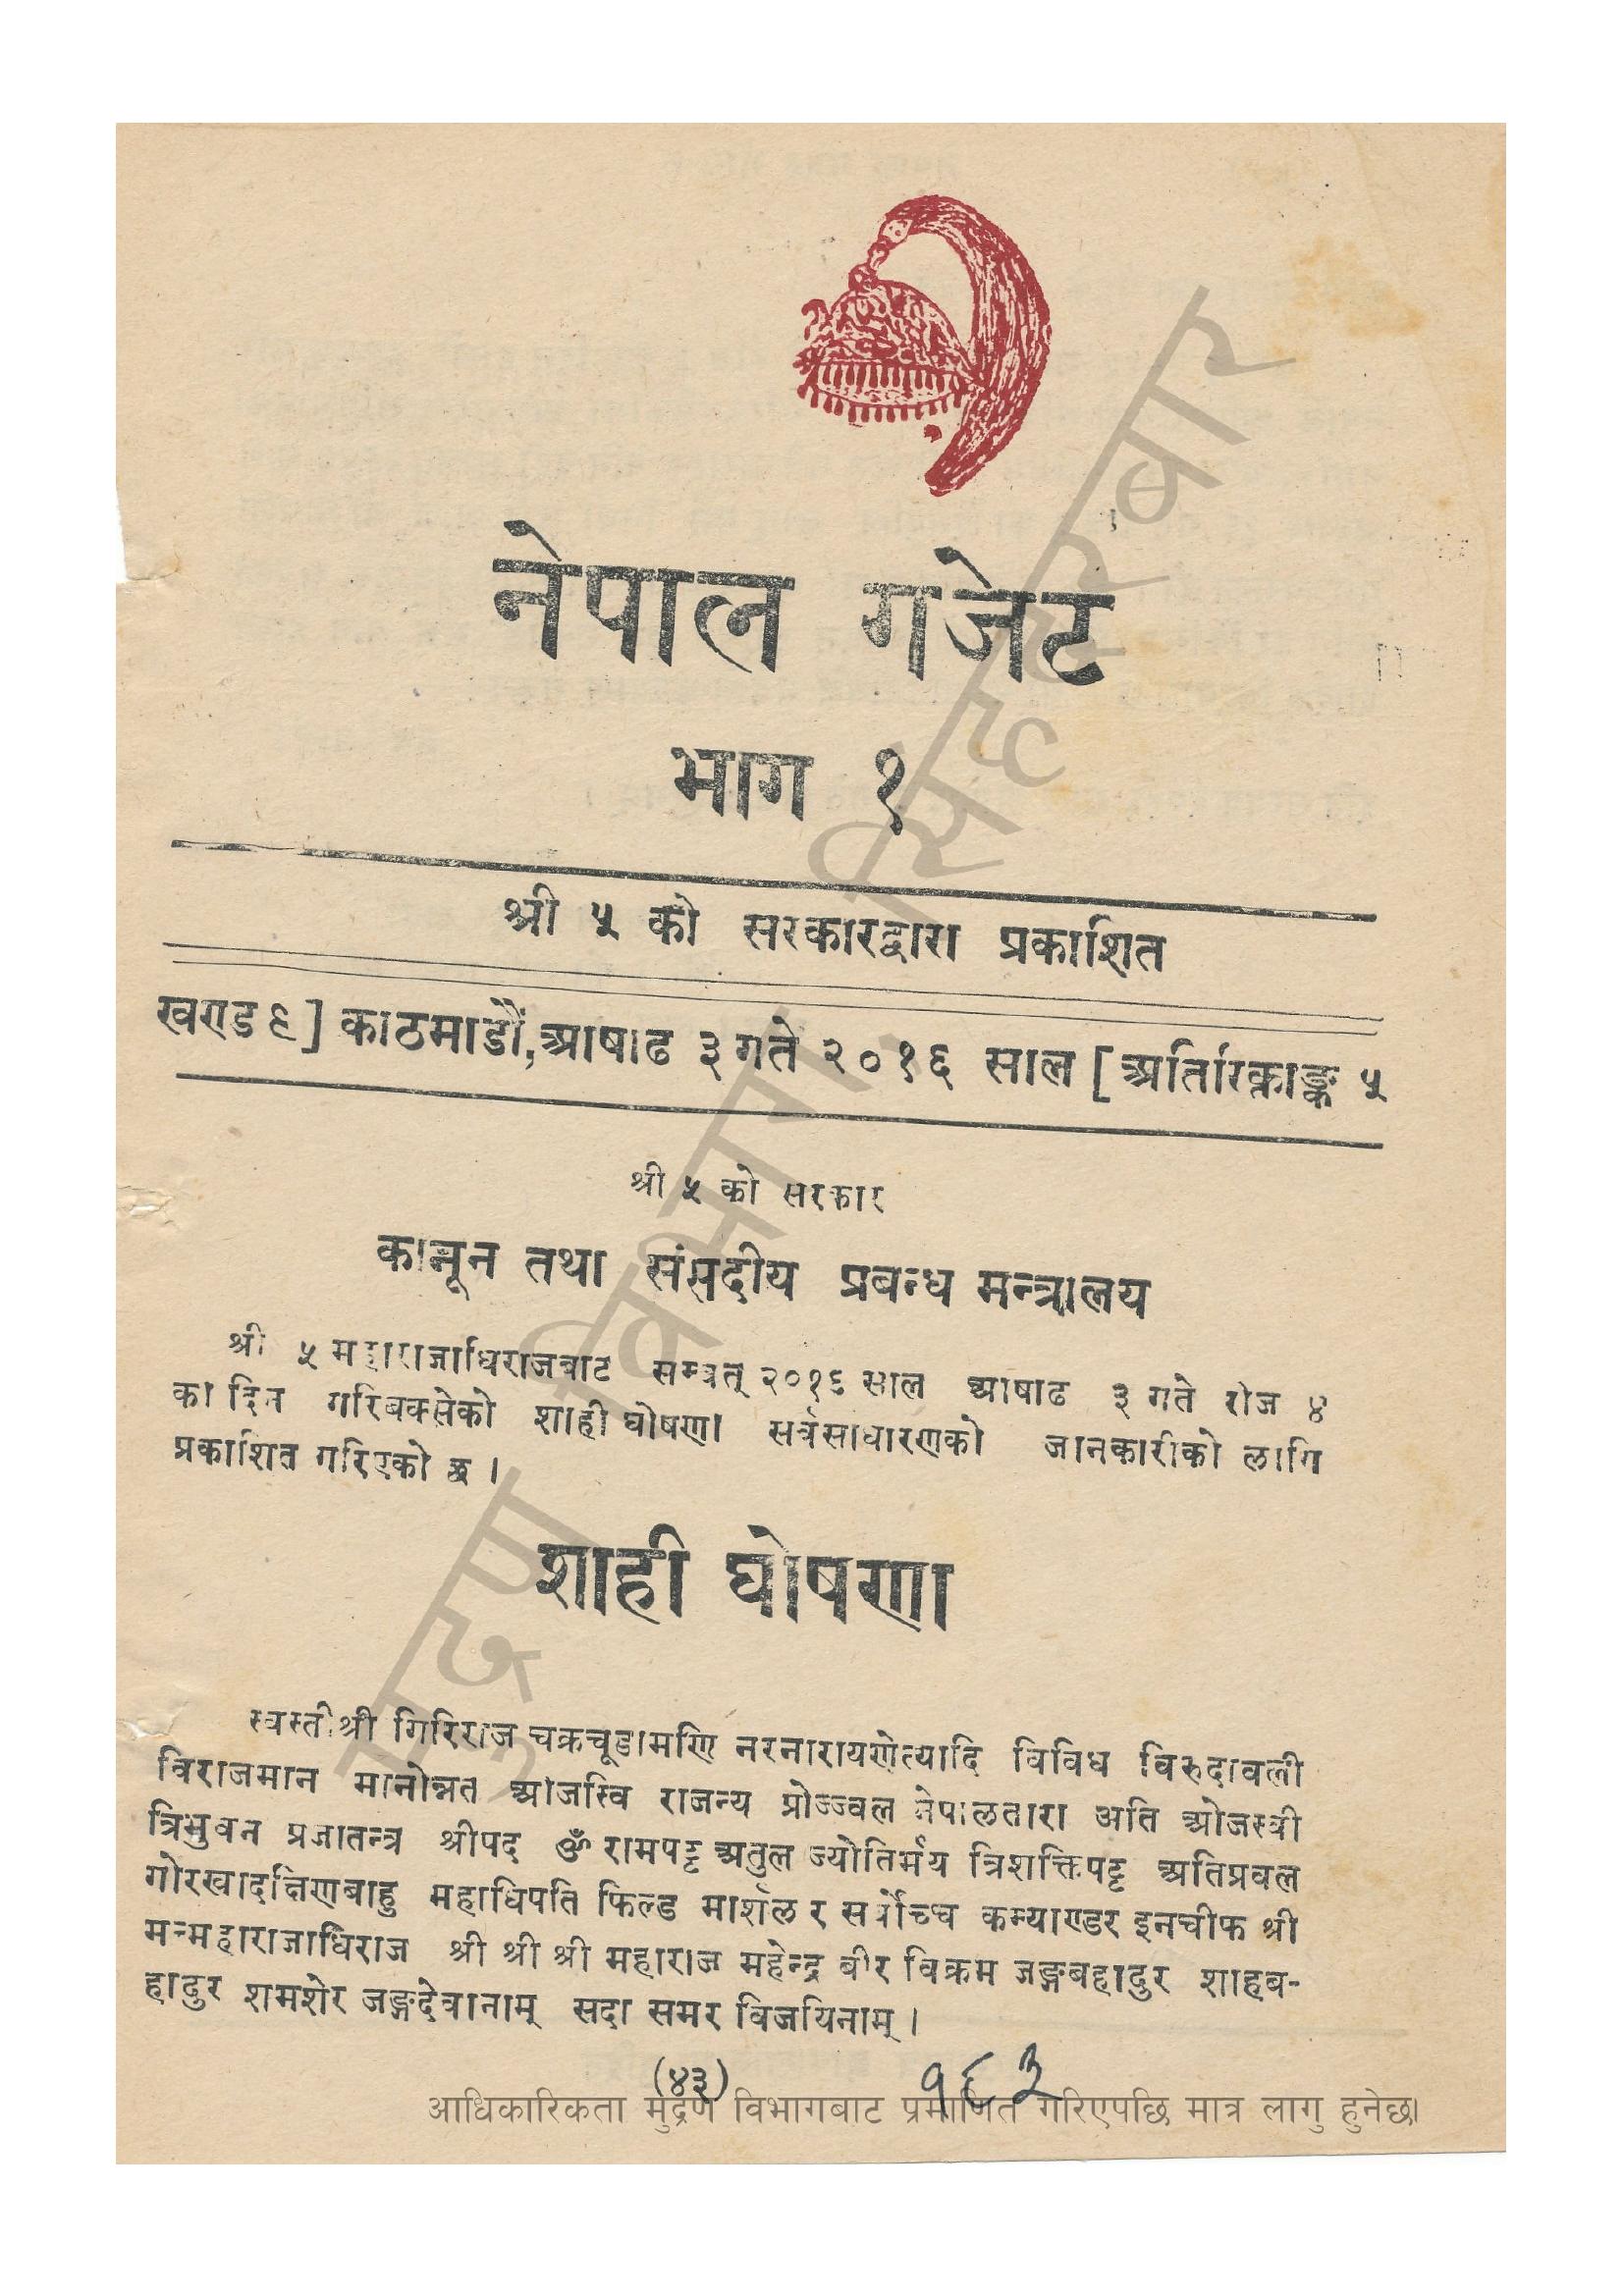 नेपाल गजेट
भाग १
श्री ५ को सरकारद्वारा प्रकाशित
खण्ड ९] काठमाडौं, आषाढ ३ गते २०१६ साल [अतिरिक्ताङ्क ५
श्री ५ को सरकार
कानून तथा संसदीय प्रबन्ध मन्त्रालय
श्री ५ महाराजाधिराजबाट सम्वत् २०१६ साल आषाढ ३ गते रोज ४
का दिन गरिबक्सेको शाही घोषणा सर्वसाधारणको जानकारीको लागि
प्रकाशित गरिएको छ ।
शाही घोषणा
स्वस्ती श्री गिरिराज चक्रचूडामणि नरनारायणेत्यादि विविध विरुदावली
विराजमान मानोन्नत ओजस्वि राजन्य प्रोज्ज्वल नेपालतारा अति ओजस्वी
त्रिभुवन प्रजातन्त्र श्रीपद ॐ रामपट्ट अतुल ज्योतिर्मय त्रिशक्तिपट्ट अतिप्रवल
गोरखादक्षिणबाहु महाधिपति फिल्ड मार्शल र सर्वोच्च कम्याण्डर इनचीफ श्री
मन्महाराजाधिराज श्री श्री श्री महाराज महेन्द्र बीर विक्रम जङ्गबहादुर शाहब-
हादुर शमशेर जङ्गदेवानाम् सदा समर विजयिनाम् ।
(४३)
१६३
आधिकारिकता मुद्रण विभागबाट प्रमाणित गरिएपछि मात्र लागु हुनेछ।
मुद्रण विभाग, सिंहदरबार